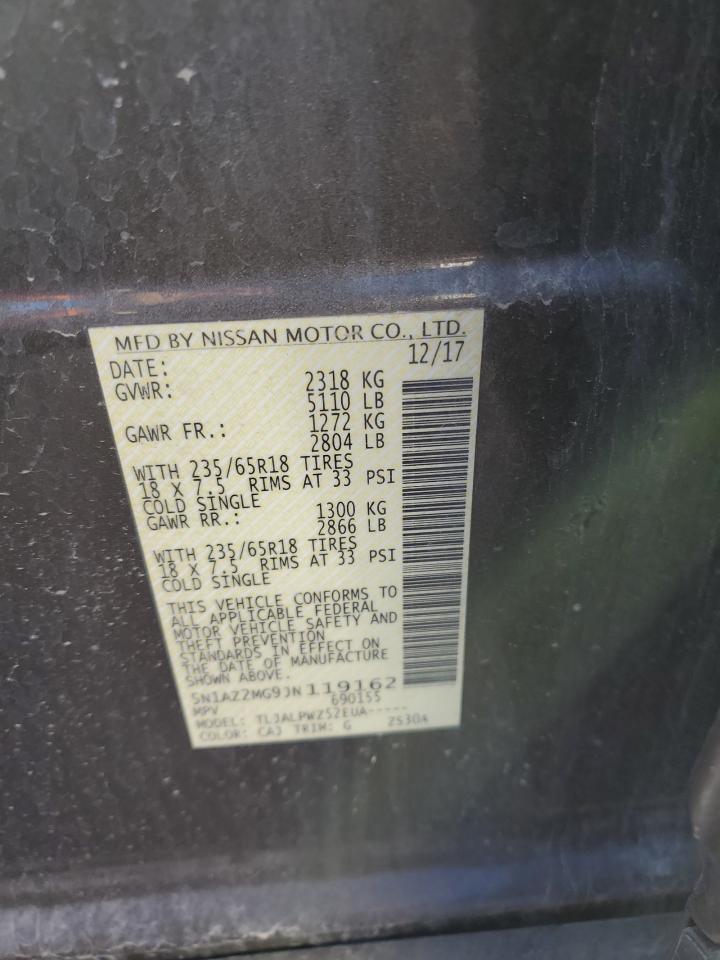 MFD BY NISSAN MOTOR CO., LTD.
DATE: 12/17
GVWR: 2318 KG
5110 LB
GAWR FR.: 1272 KG
2804 LB
WITH 235/65R18 TIRES
18 X 7.5 RIMS AT 33 PSI
COLD SINGLE
GAWR RR.: 1300 KG
2866 LB
WITH 235/65R18 TIRES
18 X 7.5 RIMS AT 33 PSI
COLD SINGLE
THIS VEHICLE CONFORMS TO
ALL APPLICABLE FEDERAL
MOTOR VEHICLE SAFETY AND
THEFT PREVENTION
STANDARDS IN EFFECT ON
THE DATE OF MANUFACTURE
SHOWN ABOVE.
5N1AZ2MG9JN119162
MPV 690155
MODEL: TLJALPWZ52EUA-----
COLOR: CAJ TRIM: G ZS30A